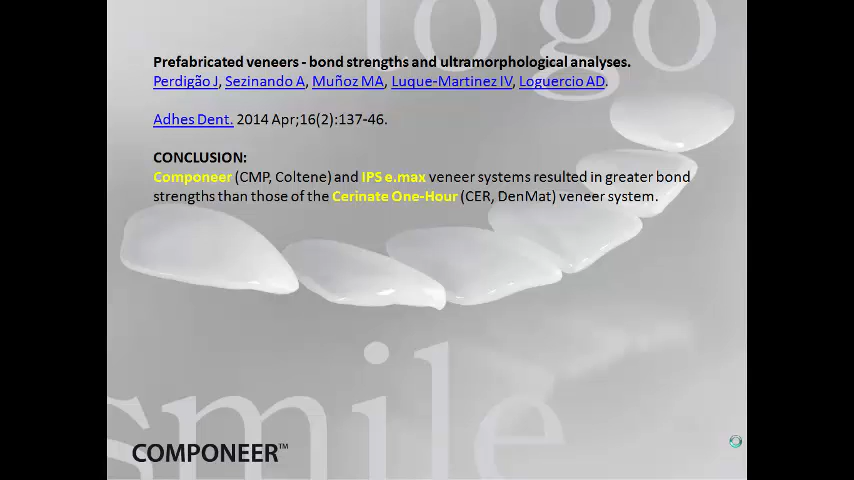 to go
Prefabricated veneers - bond strengths and ultramorphological analyses.
Perdigão J, Sezinando A, Muñoz MA, Luque-Martinez IV, Loguercio AD.
Adhes Dent. 2014 Apr;16(2):137-46.
CONCLUSION:
Componeer (CMP, Coltene) and IPS e.max veneer systems resulted in greater bond
strengths than those of the Cerinate One-Hour (CER, DenMat) veneer system.
smile
COMPONEER™